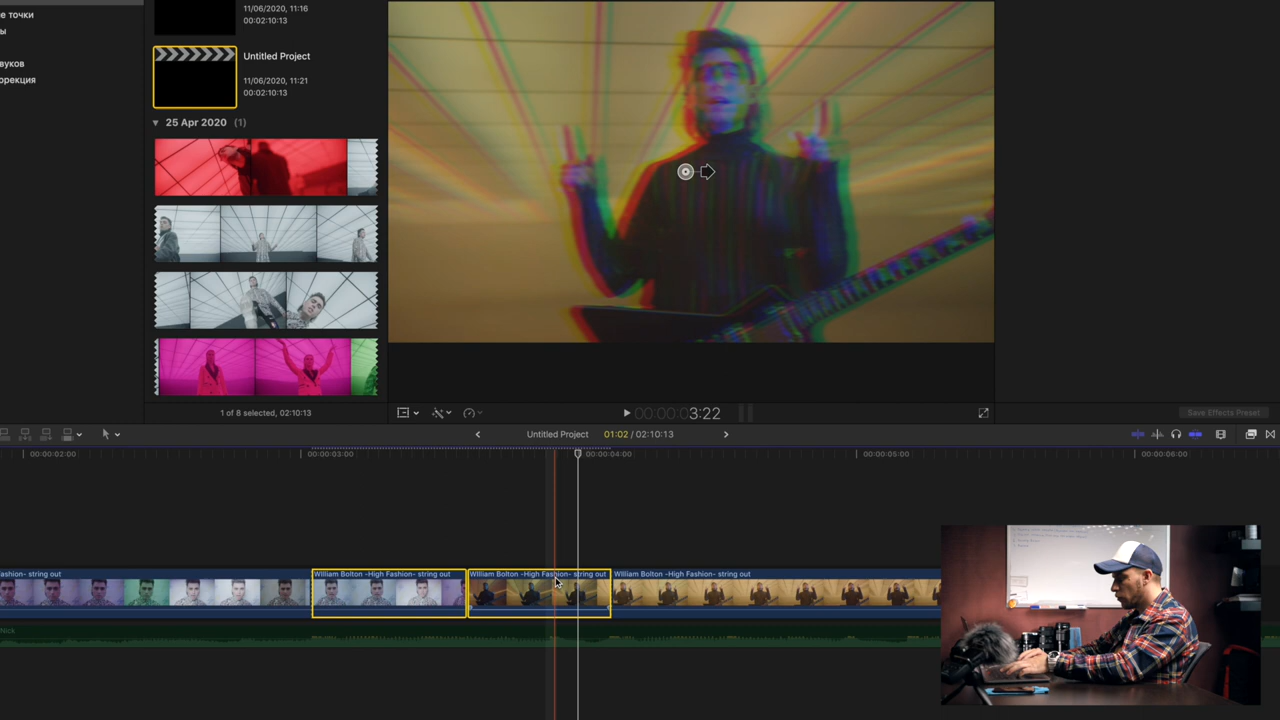 е точки
ы
вуков
ррекция
11/06/2020, 11:16
00:02:10:13
Untitled Project
11/06/2020, 11:21
00:02:10:13
25 Apr 2020 (1)
1 of 8 selected, 02:10:13
00:00:03:22
Save Effects Preset
Untitled Project 01:02 / 02:10:13
00:00:02:00
00:00:03:00
00:00:04:00
00:00:05:00
00:00:06:00
Fashion- string out
William Bolton -High Fashion- string out
William Bolton -High Fashion- string out
William Bolton -High Fashion- string out
Nick